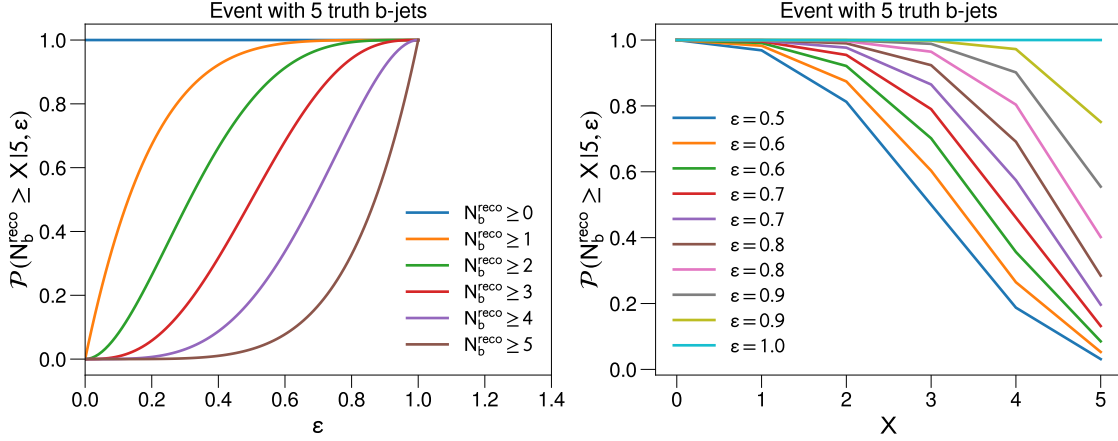 Event with 5 truth b-jets
P(N_b^reco ≥ X|5, ε)
1.0
0.8
0.6
0.4
0.2
0.0
N_b^reco ≥ 0
N_b^reco ≥ 1
N_b^reco ≥ 2
N_b^reco ≥ 3
N_b^reco ≥ 4
N_b^reco ≥ 5
0.0 0.2 0.4 0.6 0.8 1.0 1.2 1.4
ε
Event with 5 truth b-jets
P(N_b^reco ≥ X|5, ε)
1.0
0.8
0.6
0.4
0.2
0.0
ε=0.5
ε=0.6
ε=0.6
ε=0.7
ε=0.7
ε=0.8
ε=0.8
ε=0.9
ε=0.9
ε=1.0
0 1 2 3 4 5
X